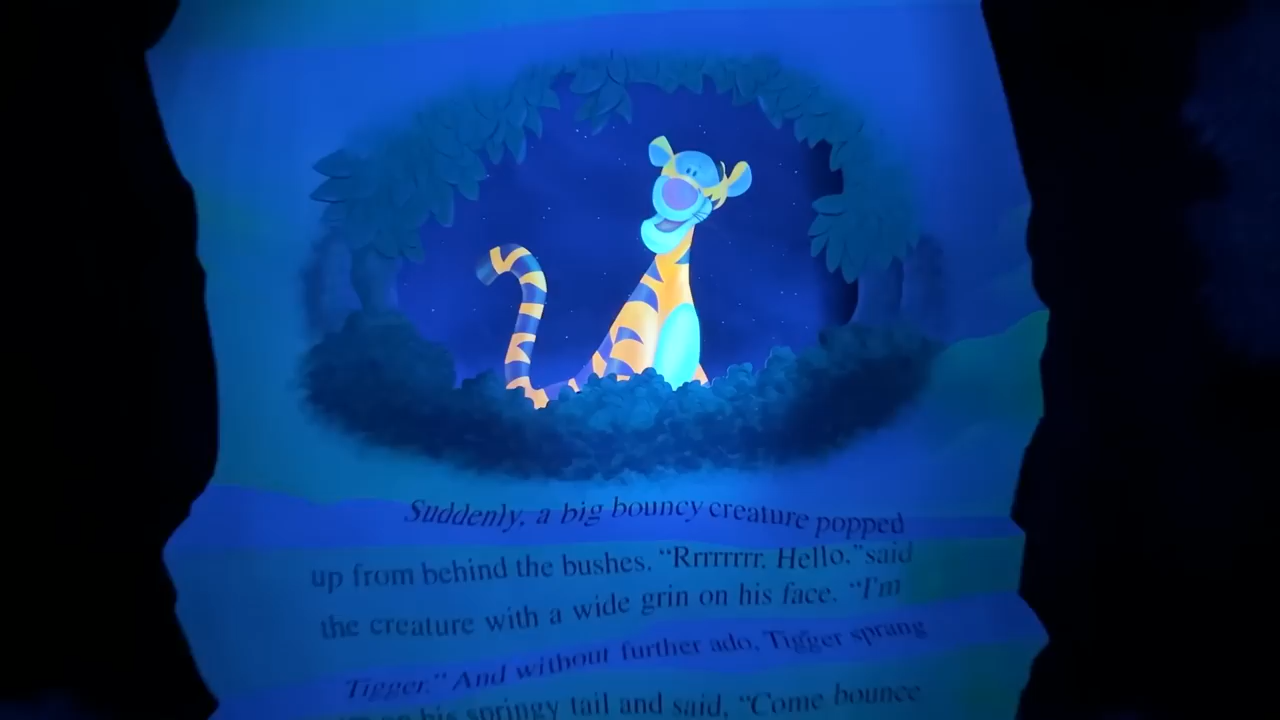 Suddenly, a big bouncy creature popped
up from behind the bushes. “Rrrrrrr. Hello.” said
the creature with a wide grin on his face. “I'm
Tigger.” And without further ado, Tigger sprang
on his springy tail and said, “Come bounce